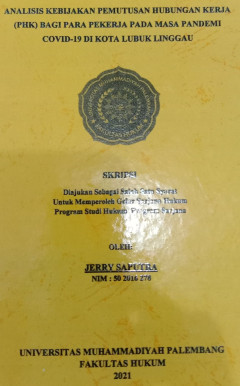 ANALISIS KEBIJAKAN PEMUTUSAN HUBUNGAN KERJA
(PHK) BAGI PARA PEKERJA PADA MASA PANDEMI
COVID-19 DI KOTA LUBUK LINGGAU
SKRIPSI
Diajukan Sebagai Salah Satu Syarat
Untuk Memperoleh Gelar Sarjana Hukum
Program Studi Hukum Program Sarjana
OLEH:
JERRY SAPUTRA
NIM : 50 2016 276
UNIVERSITAS MUHAMMADIYAH PALEMBANG
FAKULTAS HUKUM
2021